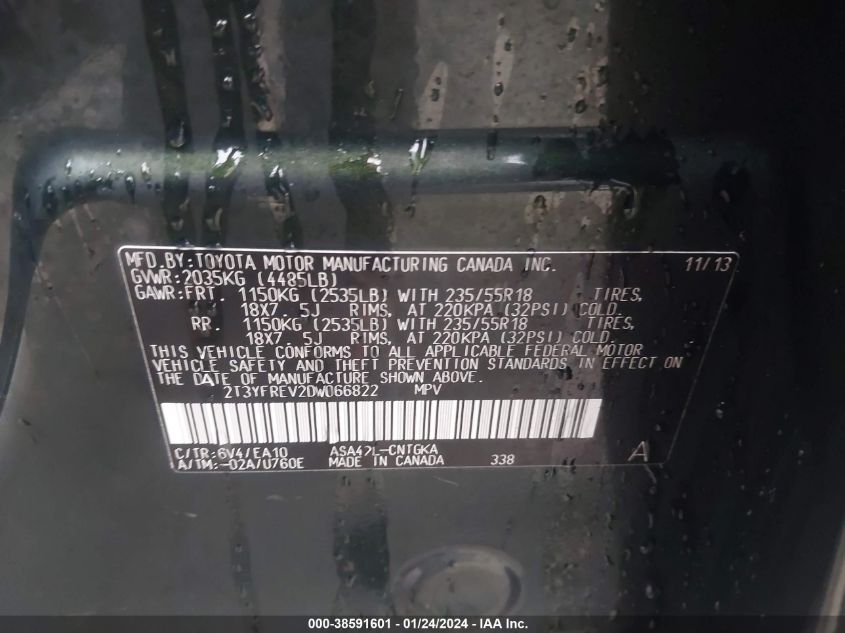 MFD.BY:TOYOTA MOTOR MANUFACTURING CANADA INC. 11/13
GVWR:2035KG (4485LB)
GAWR:FRT. 1150KG (2535LB) WITH 235/55R18 TIRES,
18X7.5J RIMS, AT 220KPA (32PSI) COLD.
RR. 1150KG (2535LB) WITH 235/55R18 TIRES,
18X7.5J RIMS, AT 220KPA (32PSI) COLD.
THIS VEHICLE CONFORMS TO ALL APPLICABLE FEDERAL MOTOR
VEHICLE SAFETY AND THEFT PREVENTION STANDARDS IN EFFECT ON
THE DATE OF MANUFACTURE SHOWN ABOVE.
2T3YFREV2DW066822 MPV
C/TR:6V4/EA10 ASA42L-CNTGKA A
A/TM:-02A/U760E MADE IN CANADA 338
000-38591601 - 01/24/2024 - IAA Inc.